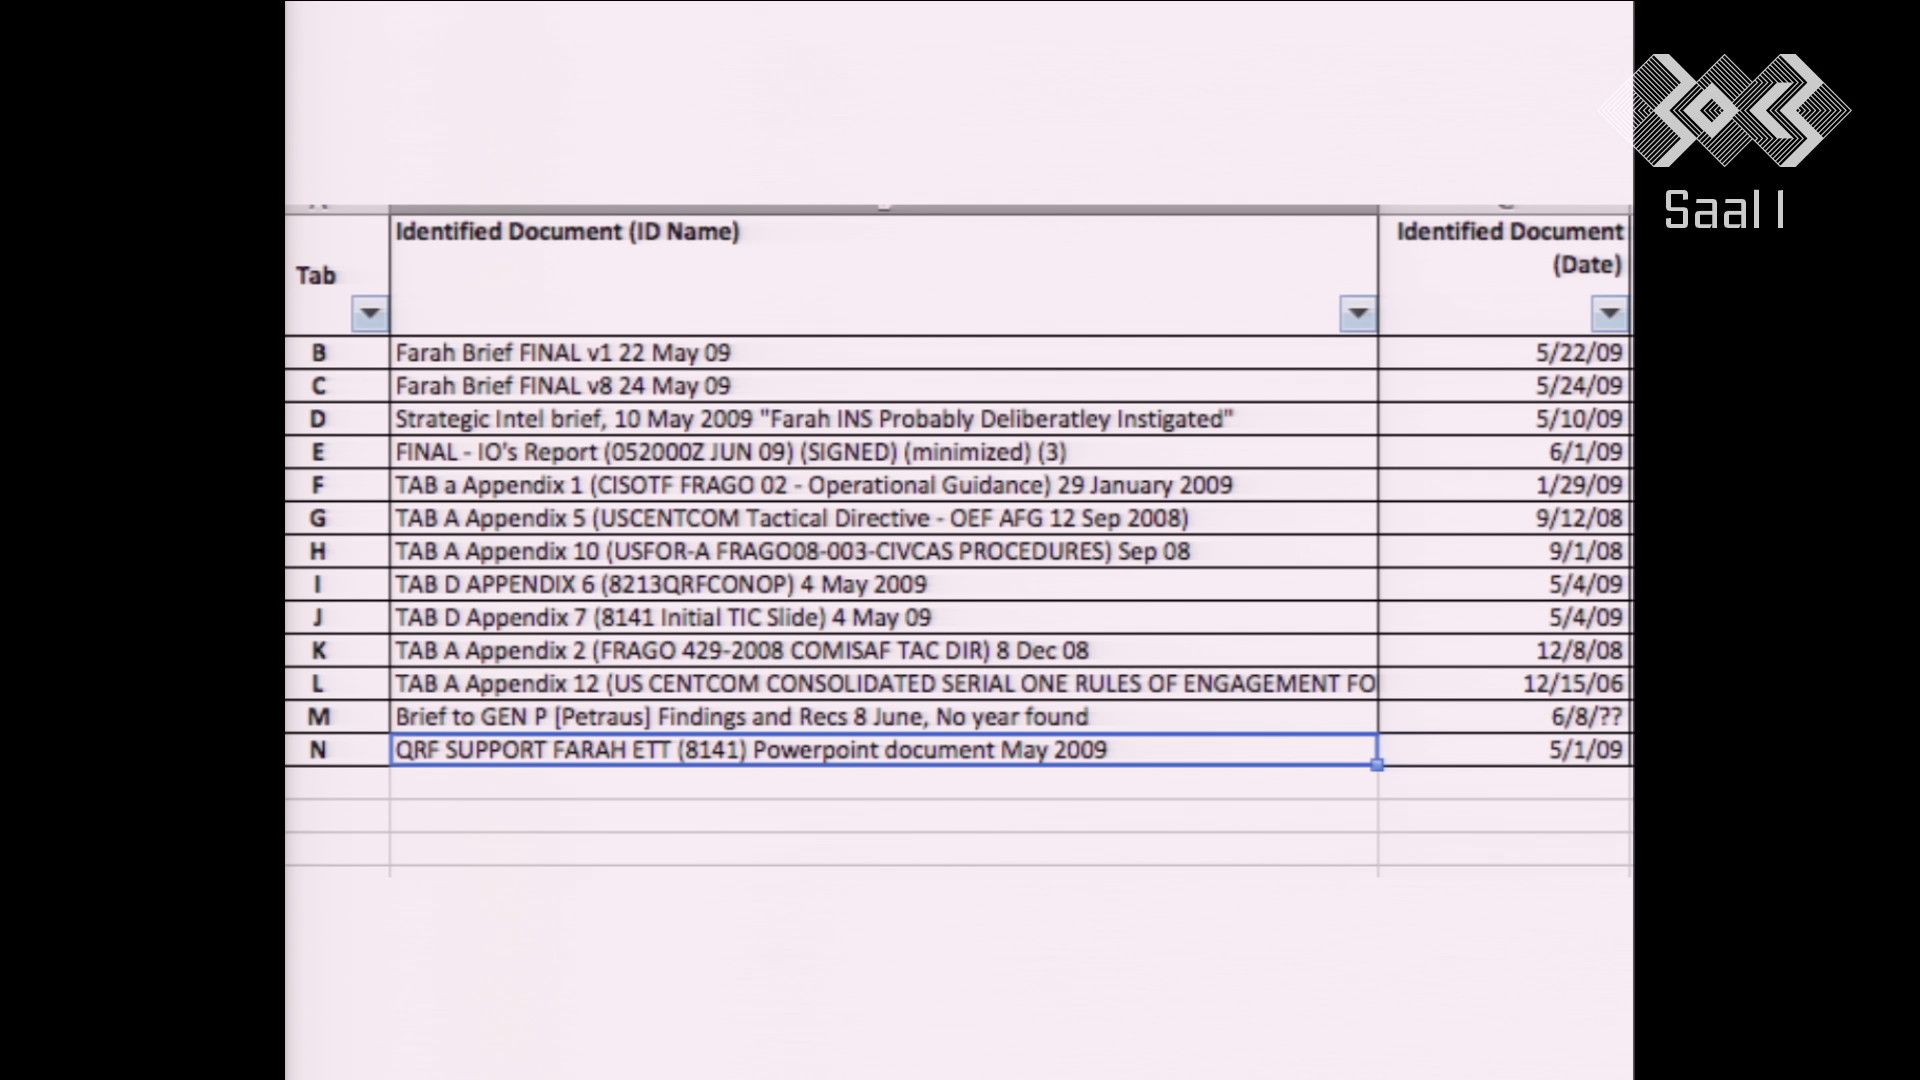 Saal 1
Identified Document (ID Name)
Identified Document
(Date)
Tab
B Farah Brief FINAL v1 22 May 09 5/22/09
C Farah Brief FINAL v8 24 May 09 5/24/09
D Strategic Intel brief, 10 May 2009 "Farah INS Probably Deliberatley Instigated" 5/10/09
E FINAL - IO's Report (052000Z JUN 09) (SIGNED) (minimized) (3) 6/1/09
F TAB a Appendix 1 (CJSOTF FRAGO 02 - Operational Guidance) 29 January 2009 1/29/09
G TAB A Appendix 5 (USCENTCOM Tactical Directive - OEF AFG 12 Sep 2008) 9/12/08
H TAB A Appendix 10 (USFOR-A FRAGO08-003-CIVCAS PROCEDURES) Sep 08 9/1/08
I TAB D APPENDIX 6 (8213QRFCONOP) 4 May 2009 5/4/09
J TAB D Appendix 7 (8141 Initial TIC Slide) 4 May 09 5/4/09
K TAB A Appendix 2 (FRAGO 429-2008 COMISAF TAC DIR) 8 Dec 08 12/8/08
L TAB A Appendix 12 (US CENTCOM CONSOLIDATED SERIAL ONE RULES OF ENGAGEMENT FO 12/15/06
M Brief to GEN P [Petraus] Findings and Recs 8 June, No year found 6/8/??
N QRF SUPPORT FARAH ETT (8141) Powerpoint document May 2009 5/1/09